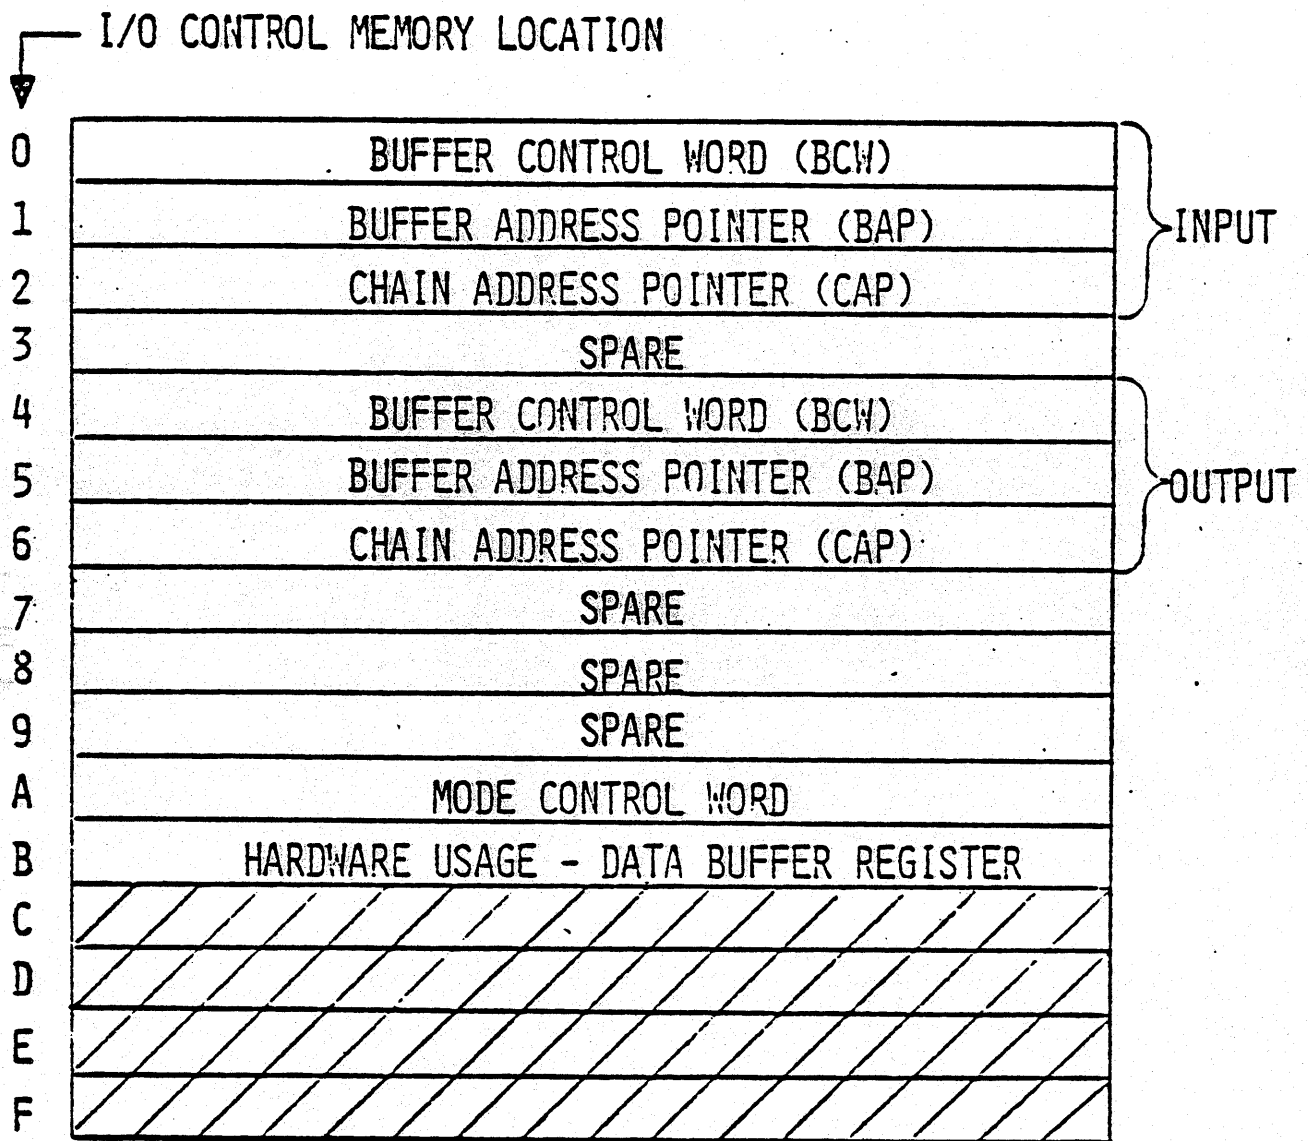 I/O CONTROL MEMORY LOCATION
0 BUFFER CONTROL WORD (BCW)
1 BUFFER ADDRESS POINTER (BAP) INPUT
2 CHAIN ADDRESS POINTER (CAP)
3 SPARE
4 BUFFER CONTROL WORD (BCW)
5 BUFFER ADDRESS POINTER (BAP) OUTPUT
6 CHAIN ADDRESS POINTER (CAP)
7 SPARE
8 SPARE
9 SPARE
A MODE CONTROL WORD
B HARDWARE USAGE - DATA BUFFER REGISTER
C
D
E
F